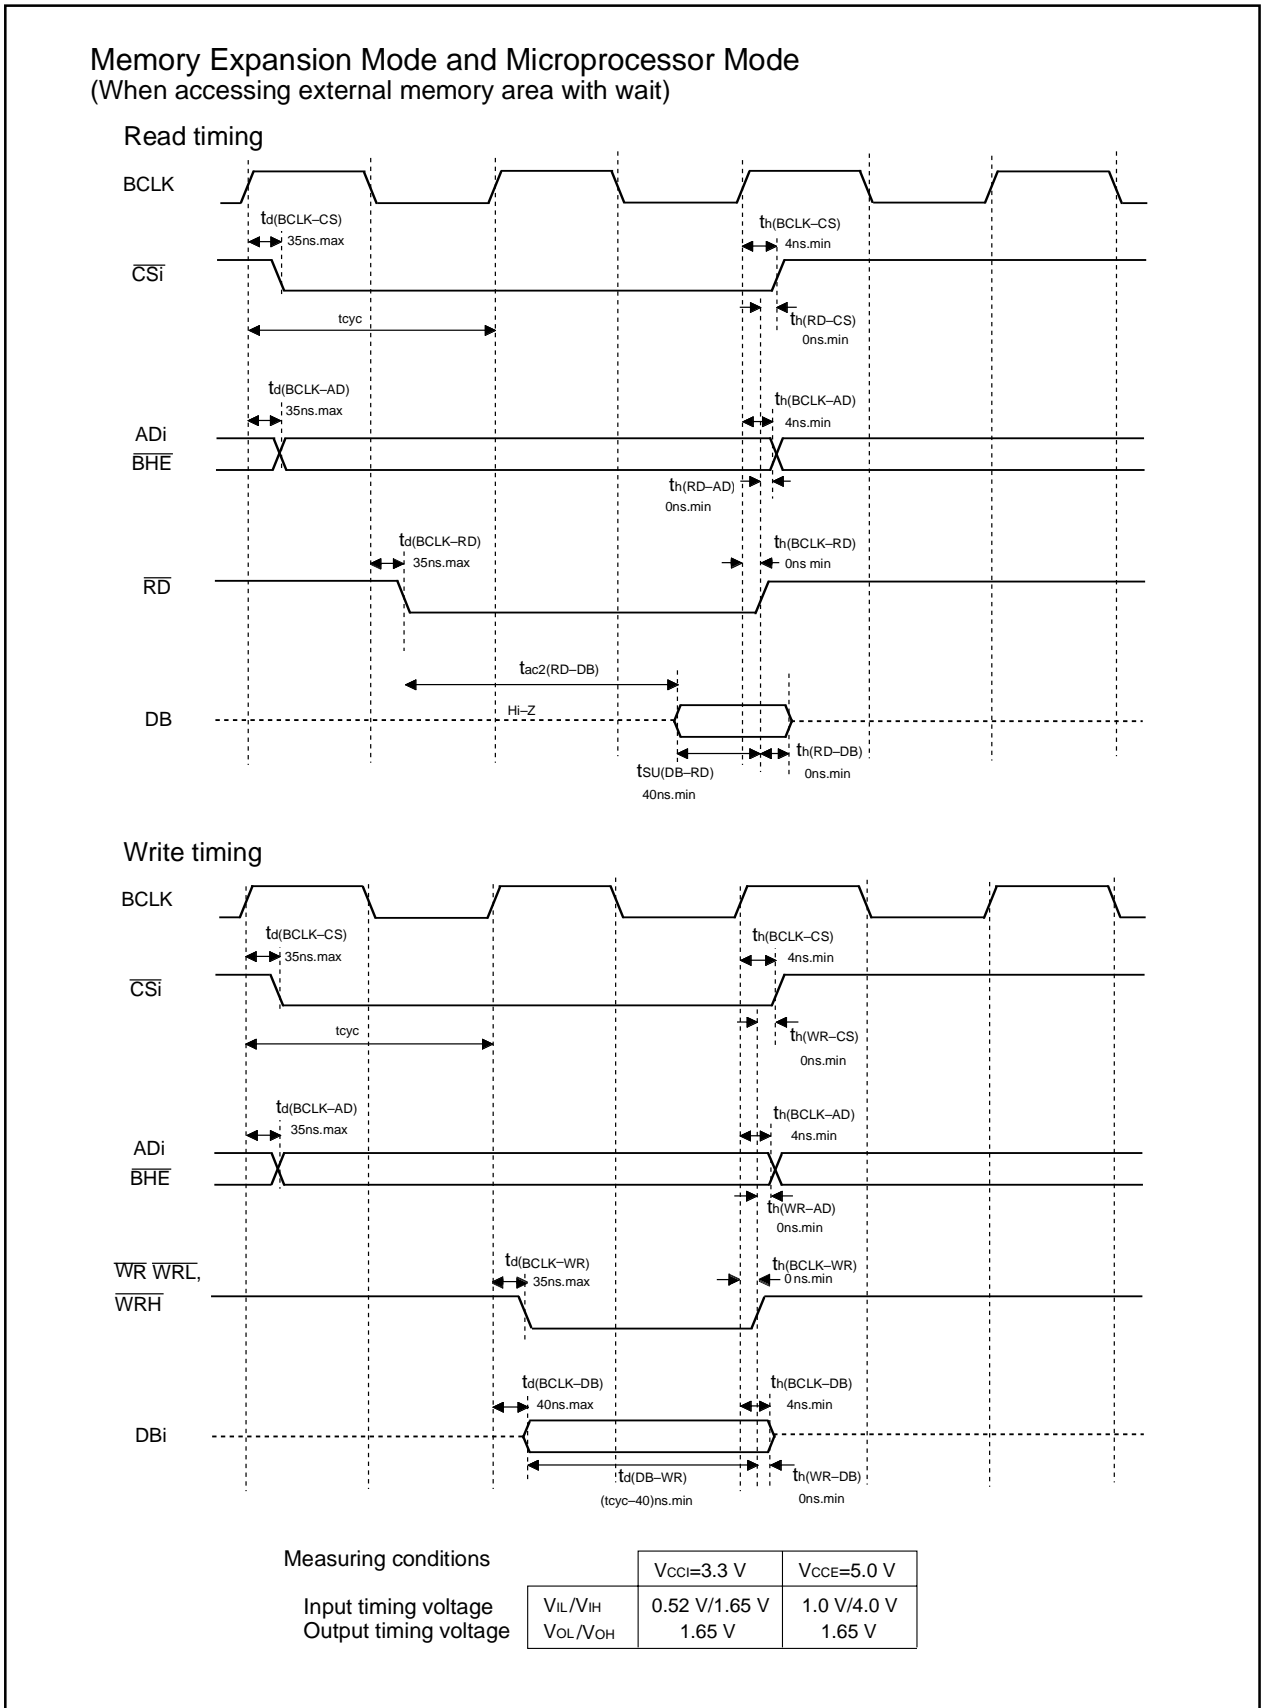 Memory Expansion Mode and Microprocessor Mode
(When accessing external memory area with wait)
Read timing
BCLK
td(BCLK–CS)
35ns.max
th(BCLK–CS)
4ns.min
CSi
tcyc
th(RD–CS)
0ns.min
td(BCLK–AD)
35ns.max
th(BCLK–AD)
4ns.min
ADi
BHE
th(RD–AD)
0ns.min
td(BCLK–RD)
35ns.max
th(BCLK–RD)
0ns min
RD
tac2(RD–DB)
Hi–Z
DB
tSU(DB–RD)
40ns.min
th(RD–DB)
0ns.min
Write timing
BCLK
td(BCLK–CS)
35ns.max
th(BCLK–CS)
4ns.min
CSi
tcyc
th(WR–CS)
0ns.min
td(BCLK–AD)
35ns.max
th(BCLK–AD)
4ns.min
ADi
BHE
th(WR–AD)
0ns.min
td(BCLK–WR)
35ns.max
th(BCLK–WR)
0ns.min
WR WRL,
WRH
td(BCLK–DB)
40ns.max
th(BCLK–DB)
4ns.min
DBi
td(DB–WR)
(tcyc–40)ns.min
th(WR–DB)
0ns.min
Measuring conditions
VCCI=3.3 V VCCE=5.0 V
Input timing voltage VIL/VIH 0.52 V/1.65 V 1.0 V/4.0 V
Output timing voltage VOL/VOH 1.65 V 1.65 V